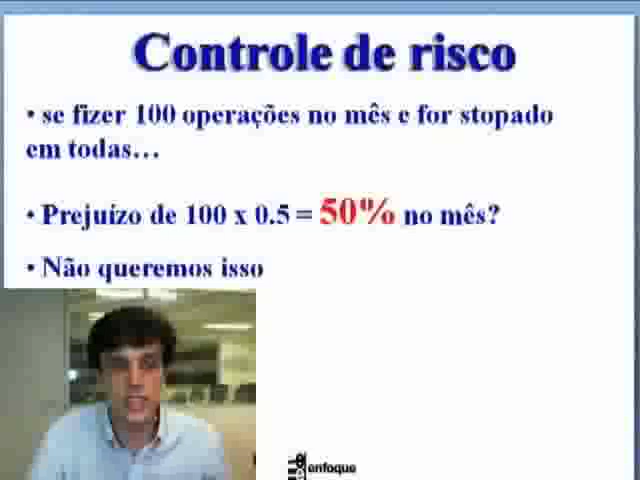 Controle de risco
• se fizer 100 operações no mês e for stopado
em todas…
• Prejuízo de 100 x 0.5 = 50% no mês?
• Não queremos isso
enfoque